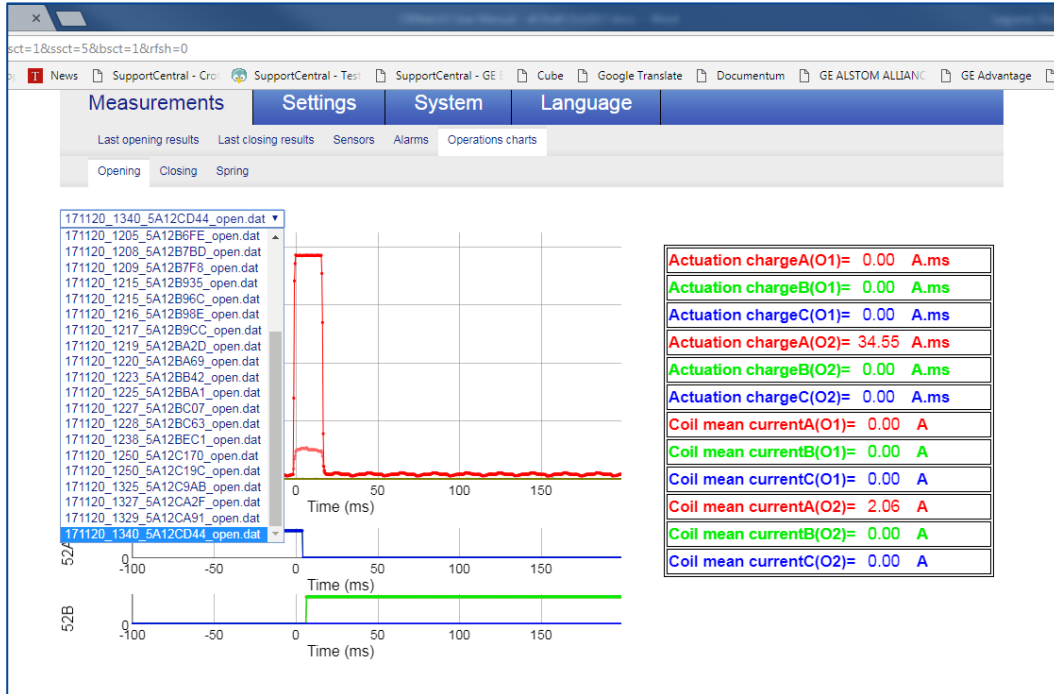 sct=1&ssct=5&bsct=1&rfsh=0
T News SupportCentral - Cro SupportCentral - Test SupportCentral - GE E Cube Google Translate Documentum GE ALSTOM ALLIANC GE Advantage
Measurements Settings System Language
Last opening results Last closing results Sensors Alarms Operations charts
Opening Closing Spring
171120_1340_5A12CD44_open.dat
171120_1205_5A12B6FE_open.dat
171120_1208_5A12B7BD_open.dat
171120_1209_5A12B7F8_open.dat
171120_1215_5A12B935_open.dat
171120_1215_5A12B96C_open.dat
171120_1216_5A12B98E_open.dat
171120_1217_5A12B9CC_open.dat
171120_1219_5A12BA2D_open.dat
171120_1220_5A12BA69_open.dat
171120_1223_5A12BB42_open.dat
171120_1225_5A12BBA1_open.dat
171120_1227_5A12BC07_open.dat
171120_1228_5A12BC63_open.dat
171120_1238_5A12BEC1_open.dat
171120_1250_5A12C170_open.dat
171120_1250_5A12C19C_open.dat
171120_1325_5A12C9AB_open.dat
171120_1327_5A12CA2F_open.dat
171120_1329_5A12CA91_open.dat
171120_1340_5A12CD44_open.dat
0 50 100 150
Time (ms)
52A
0
-100 -50 0 50 100 150
Time (ms)
52B
0
-100 -50 0 50 100 150
Time (ms)
Actuation chargeA(O1)= 0.00 A.ms
Actuation chargeB(O1)= 0.00 A.ms
Actuation chargeC(O1)= 0.00 A.ms
Actuation chargeA(O2)= 34.55 A.ms
Actuation chargeB(O2)= 0.00 A.ms
Actuation chargeC(O2)= 0.00 A.ms
Coil mean currentA(O1)= 0.00 A
Coil mean currentB(O1)= 0.00 A
Coil mean currentC(O1)= 0.00 A
Coil mean currentA(O2)= 2.06 A
Coil mean currentB(O2)= 0.00 A
Coil mean currentC(O2)= 0.00 A